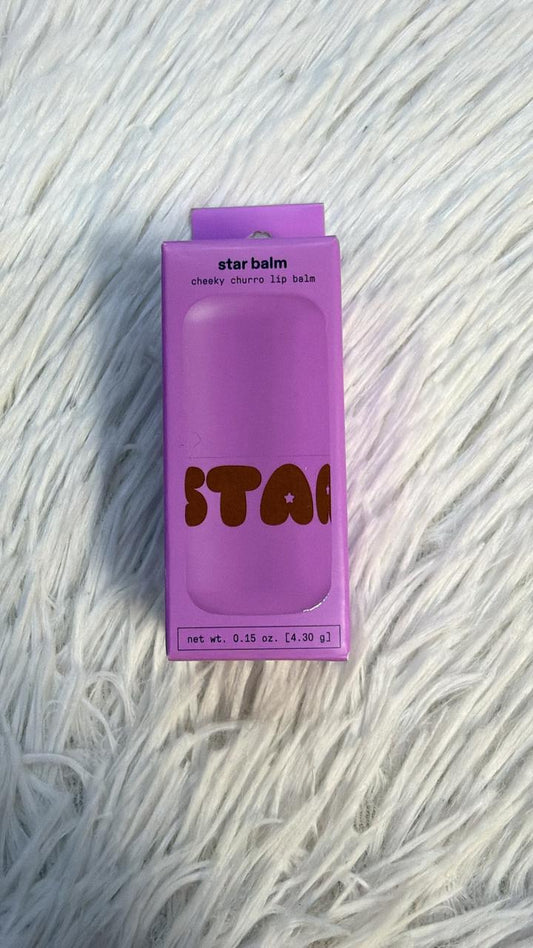 star balm
cheeky churro lip balm
STAR
net wt. 0.15 oz. [4.30 g]